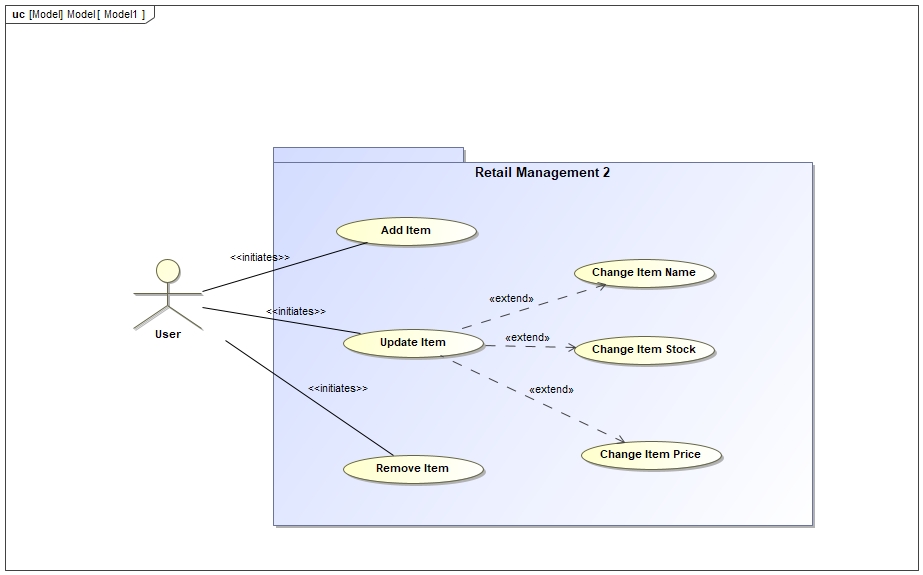 uc [Model] Model[ Model1 ]
Retail Management 2
Add Item
<<initiates>>
Change Item Name
«extend»
<<initiates>>
User
Update Item
«extend»
Change Item Stock
<<initiates>>
«extend»
Change Item Price
Remove Item